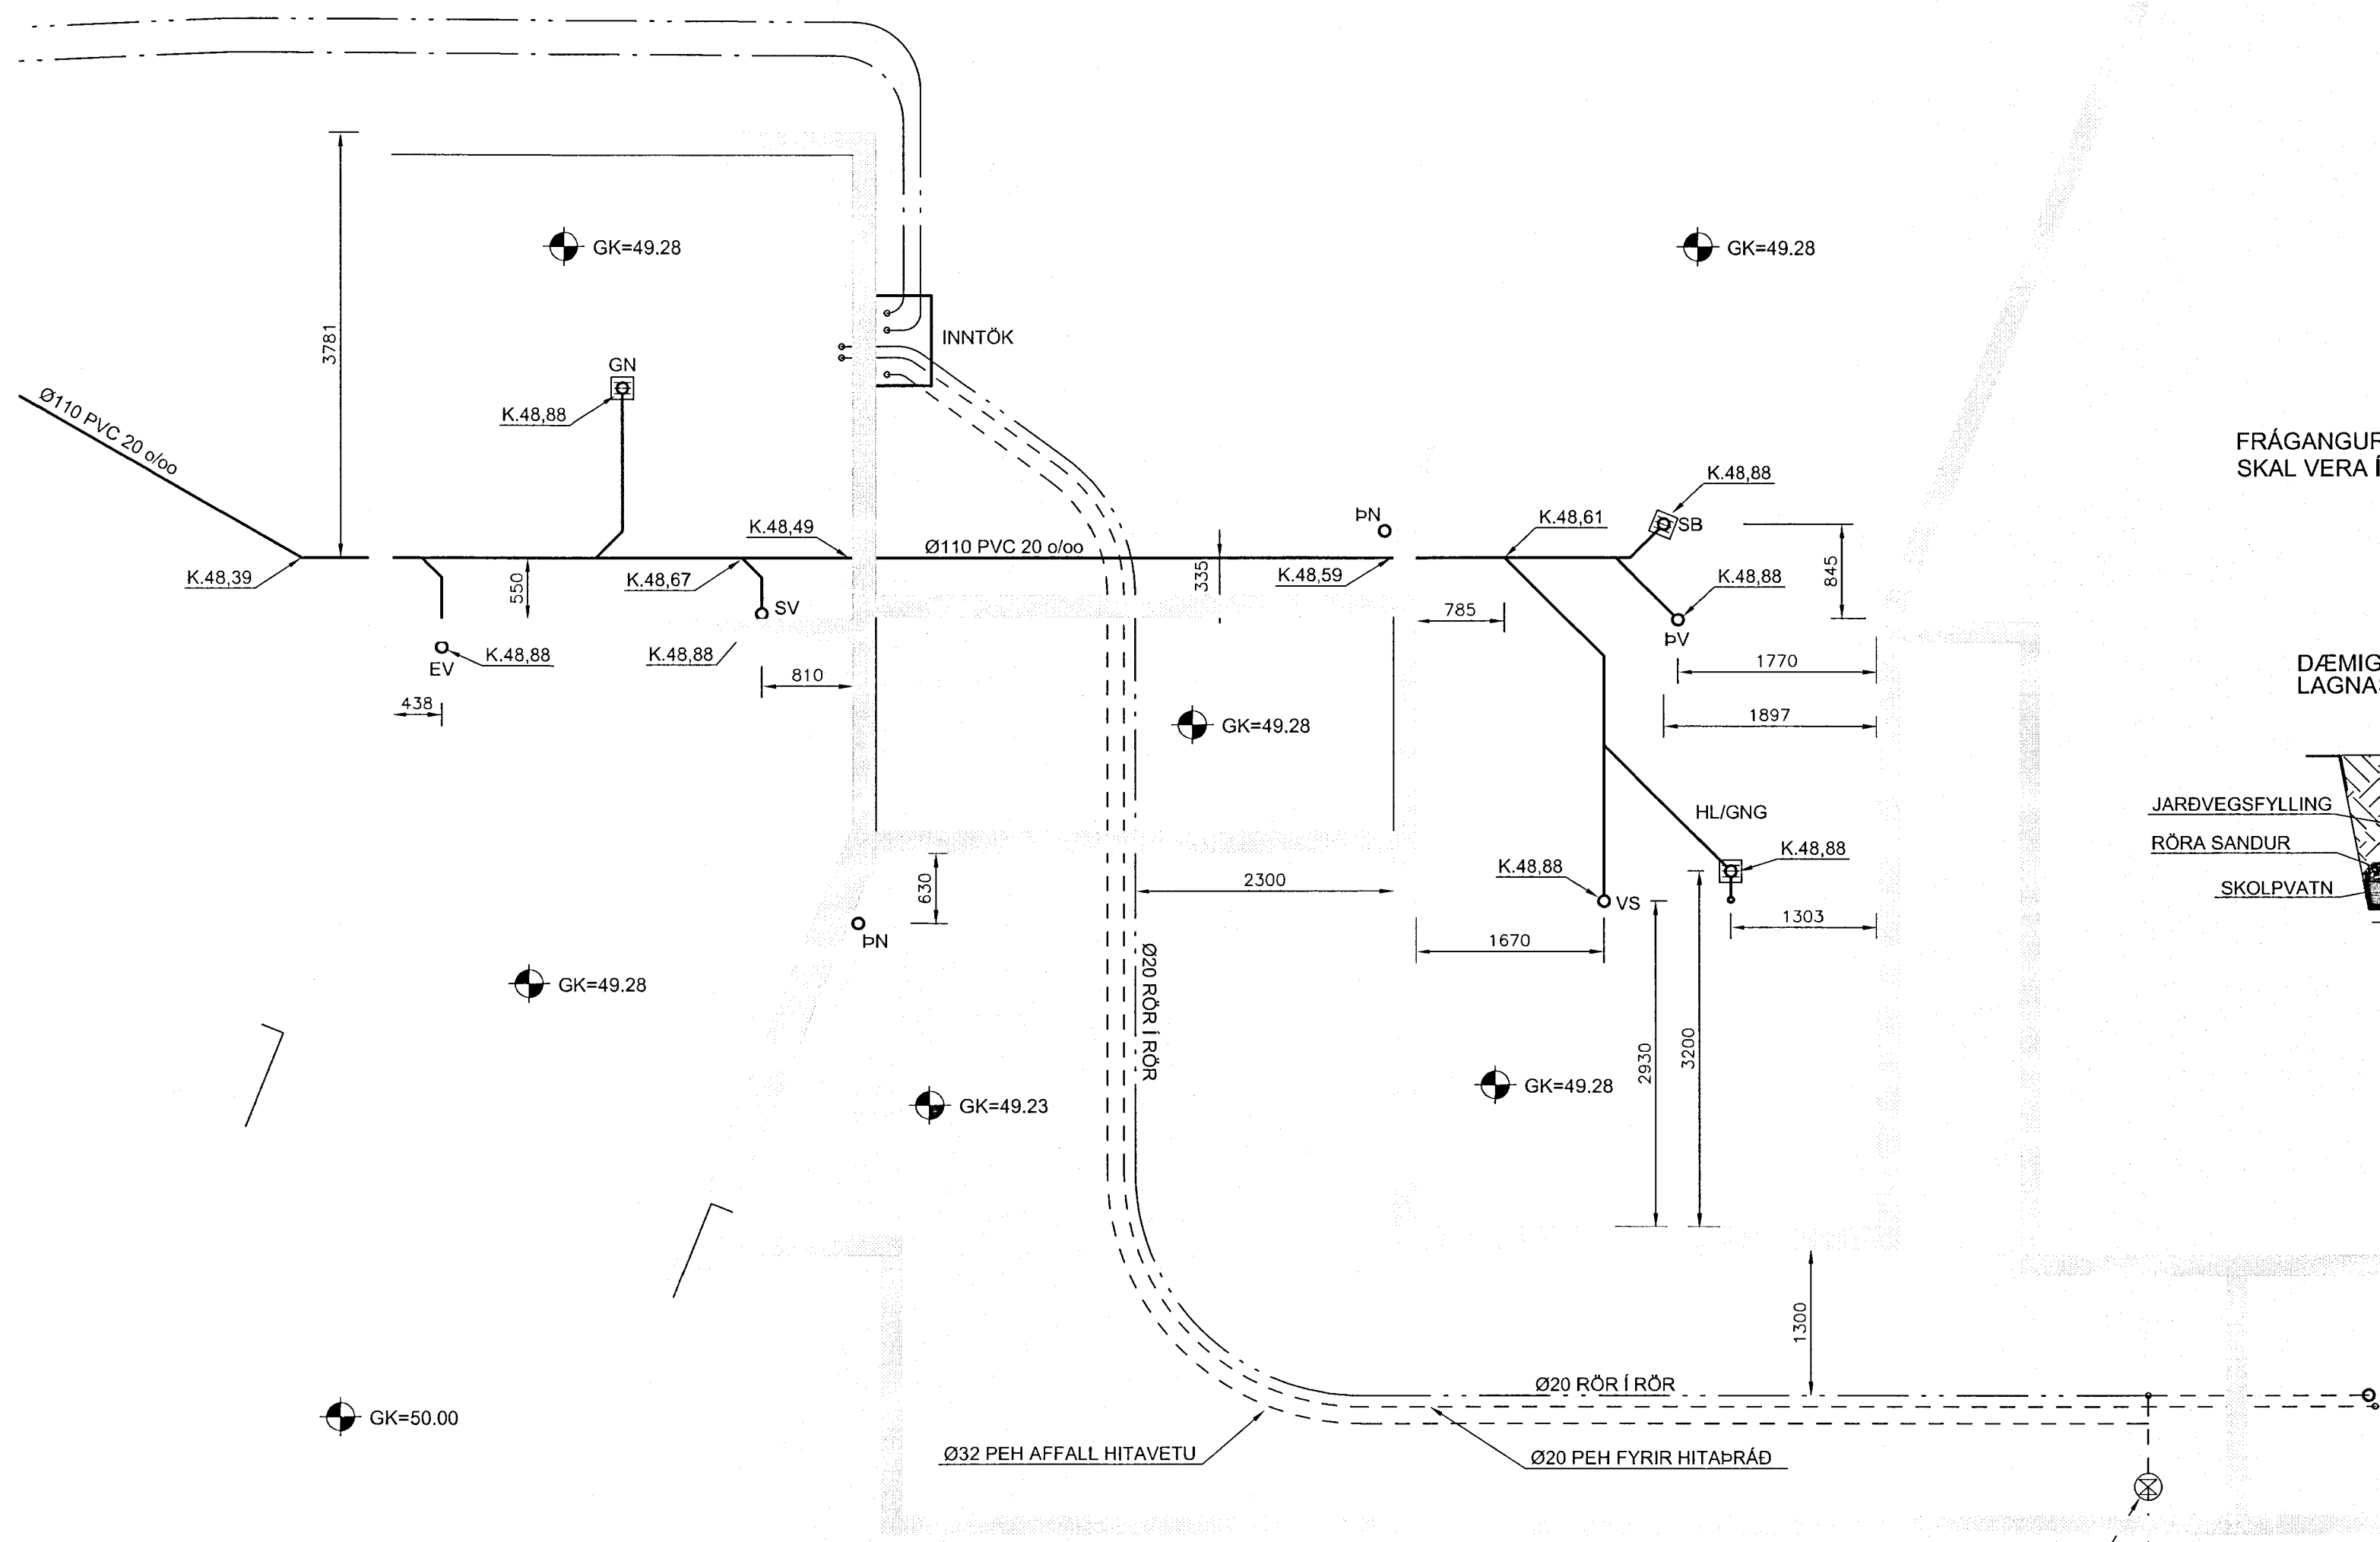 GK=49.28
GK=49.28
3781
INNTÖK
GN
K.48,88
Ø110 PVC 20 o/oo
FRÁGANGUR
SKAL VERA Í
K.48,88
SB
ÞN
K.48,61
K.48,49
Ø110 PVC 20 o/oo
K.48,39
550
K.48,67
335
K.48,59
K.48,88
845
SV
785
ÞV
EV
K.48,88
K.48,88
1770
DÆMIG
LAGNAS
810
438
1897
GK=49.28
JARÐVEGSFYLLING
HL/GNG
RÖRA SANDUR
K.48,88
K.48,88
630
2300
SKOLPVATN
VS
1303
ÞN
1670
GK=49.28
Ø20 RÖR Í RÖR
2930
3200
GK=49.28
GK=49.23
1300
Ø20 RÖR Í RÖR
GK=50.00
Ø32 PEH AFFALL HITAVETU
Ø20 PEH FYRIR HITAÞRÁÐ